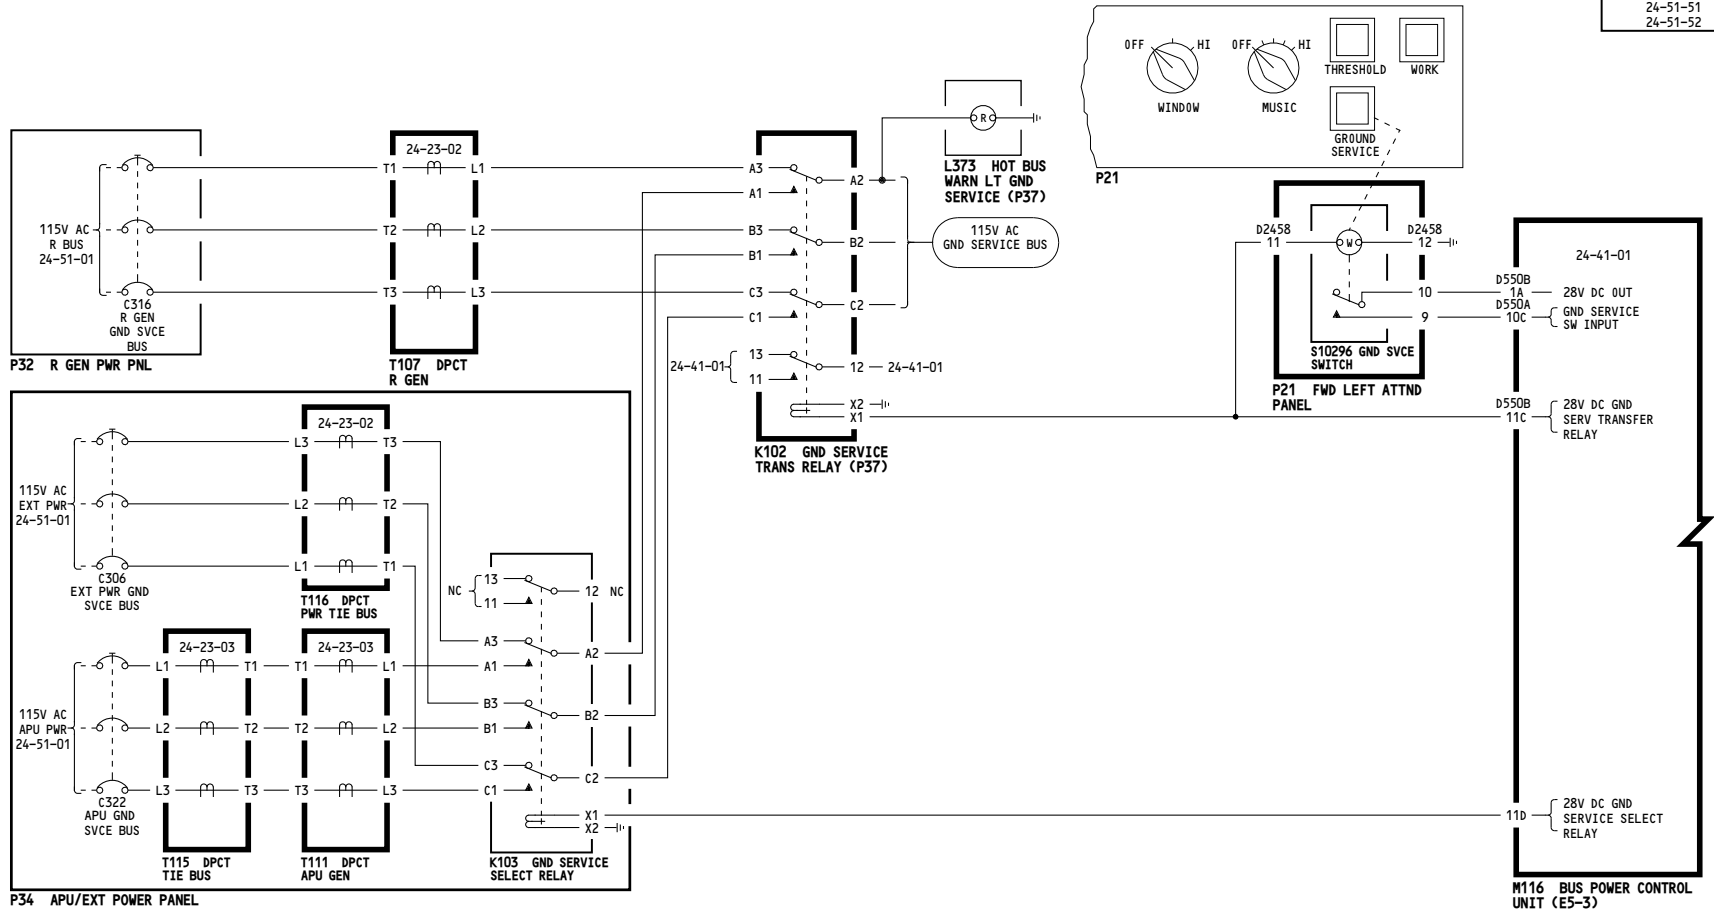 24-51-51
24-51-52
OFF HI
WINDOW
OFF HI
MUSIC
THRESHOLD
WORK
GROUND
SERVICE
P21
R
L373 HOT BUS
WARN LT GND
SERVICE (P37)
115V AC
R BUS
24-51-01
C316
R GEN
GND SVCE
BUS
P32 R GEN PWR PNL
24-23-02
T1 L1
T2 L2
T3 L3
T107 DPCT
R GEN
A3 A2
A1
B3 B2
B1
C3 C2
C1
24-41-01 13 12 24-41-01
11
X2
X1
K102 GND SERVICE
TRANS RELAY (P37)
115V AC
GND SERVICE BUS
D2458
11
W
D2458
12
10
9
S10296 GND SVCE
SWITCH
P21 FWD LEFT ATTND
PANEL
24-41-01
D550B
1A 28V DC OUT
D550A
10C GND SERVICE
SW INPUT
D550B
11C 28V DC GND
SERV TRANSFER
RELAY
11D 28V DC GND
SERVICE SELECT
RELAY
M116 BUS POWER CONTROL
UNIT (E5-3)
115V AC
EXT PWR
24-51-01
C306
EXT PWR GND
SVCE BUS
24-23-02
L3 T3
L2 T2
L1 T1
T116 DPCT
PWR TIE BUS
115V AC
APU PWR
24-51-01
C322
APU GND
SVCE BUS
24-23-03
L1 T1
L2 T2
L3 T3
T115 DPCT
TIE BUS
24-23-03
T1 L1
T2 L2
T3 L3
T111 DPCT
APU GEN
NC 13 12 NC
11
A3 A2
A1
B3 B2
B1
C3 C2
C1
X1
X2
K103 GND SERVICE
SELECT RELAY
P34 APU/EXT POWER PANEL